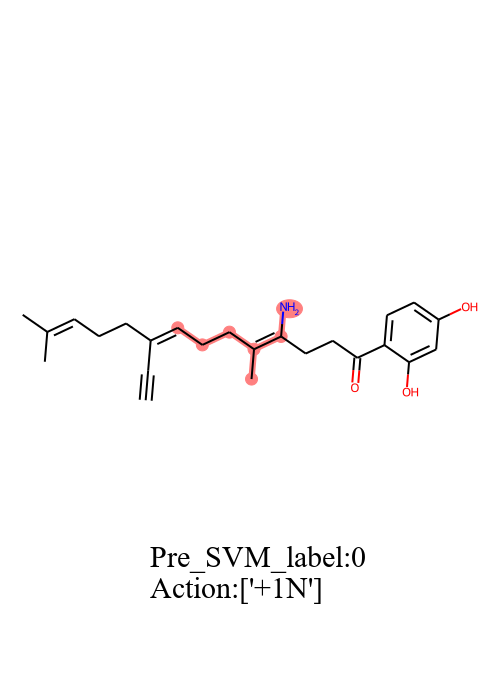 NH2
OH
O
OH
Pre_SVM_label:0
Action:['+1N']